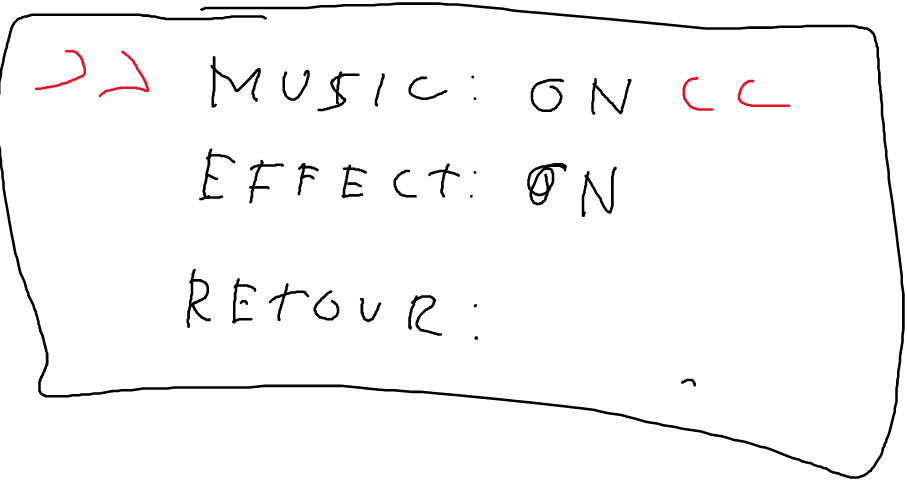 >> MUSIC: ON <<
EFFECT: ON
RETOUR: